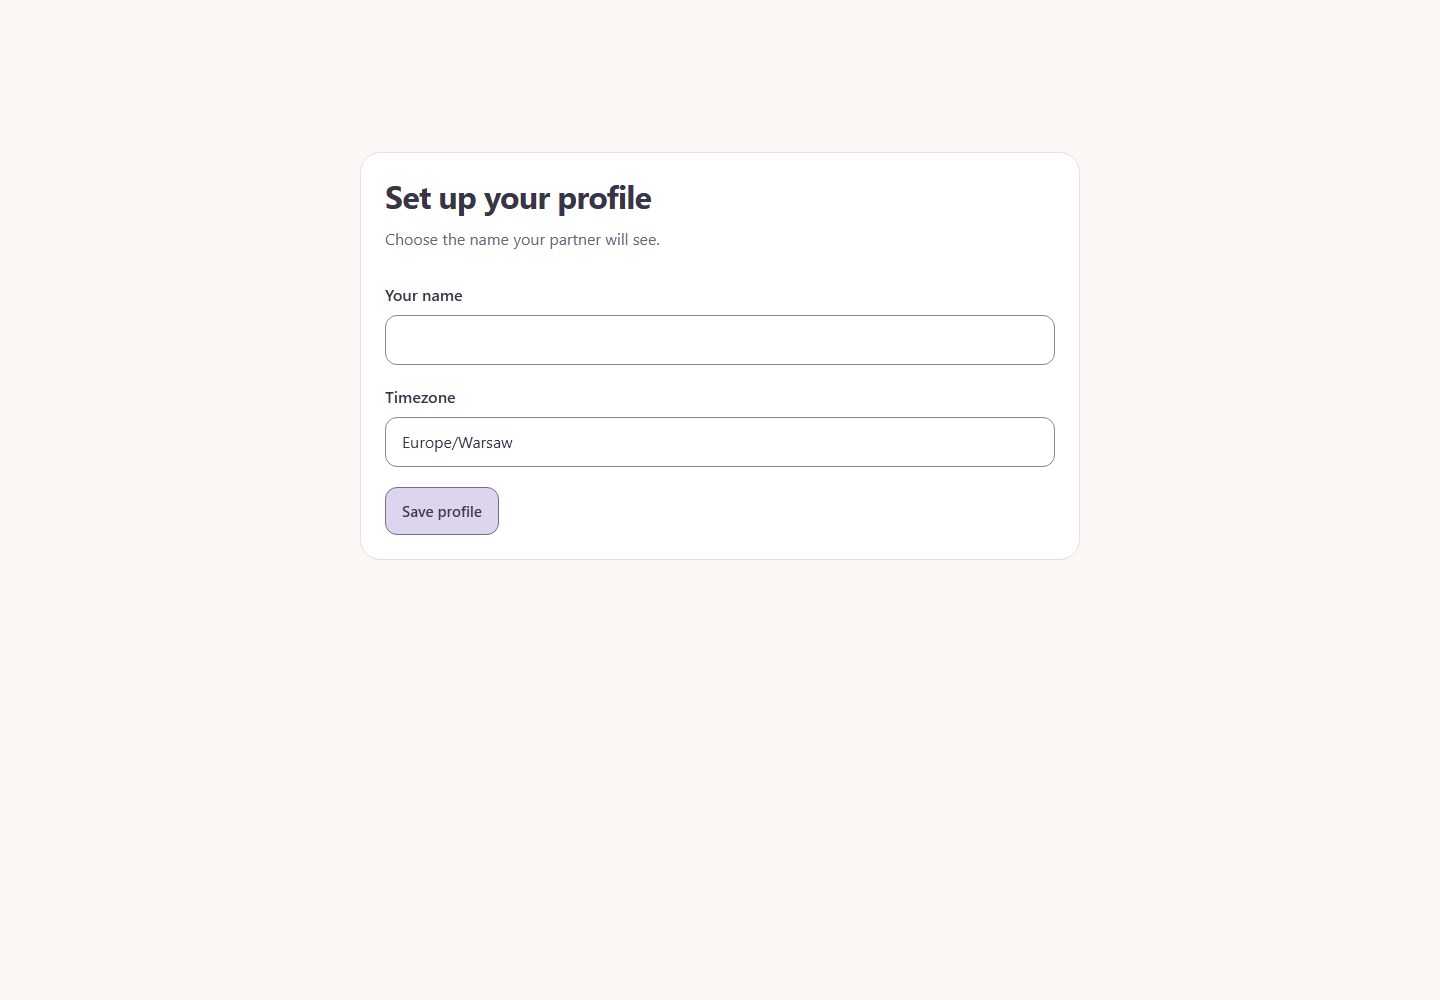 Set up your profile
Choose the name your partner will see.
Your name
Timezone
Europe/Warsaw
Save profile